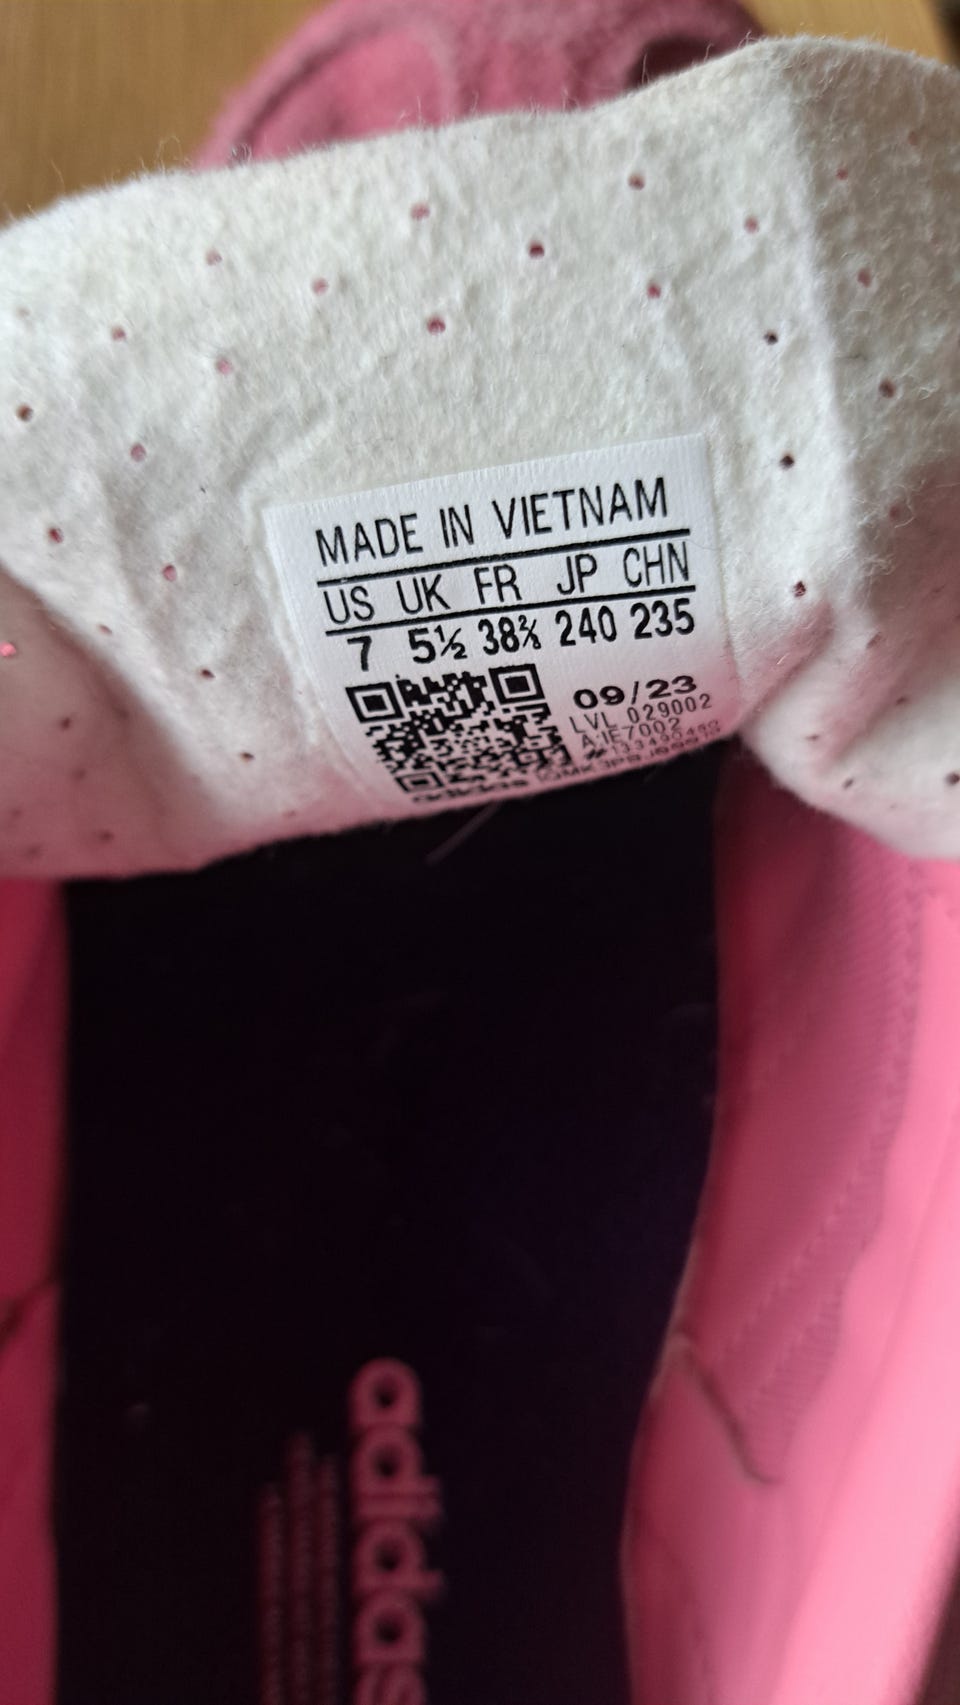 MADE IN VIETNAM
US UK FR JP CHN
7 5½ 38⅔ 240 235
09/23
LVL 029002
A:IE7002
adidas
adidas